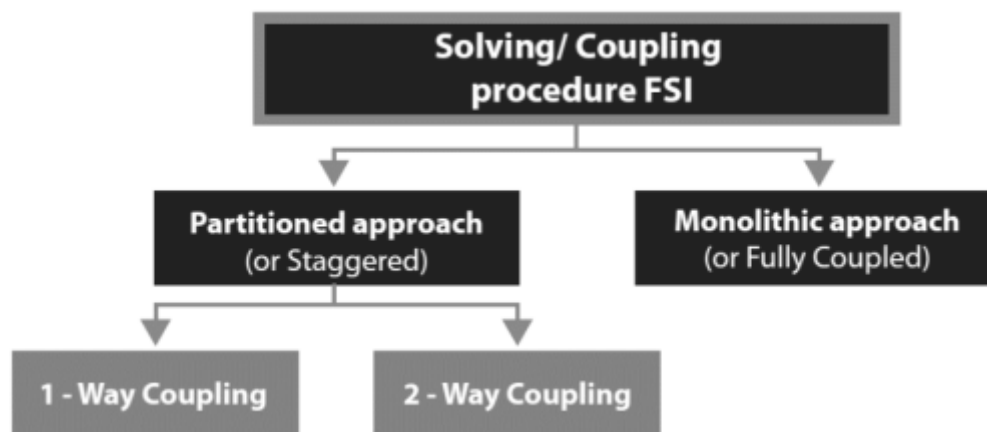 Solving/ Coupling
procedure FSI
Partitioned approach
(or Staggered)
Monolithic approach
(or Fully Coupled)
1 - Way Coupling
2 - Way Coupling